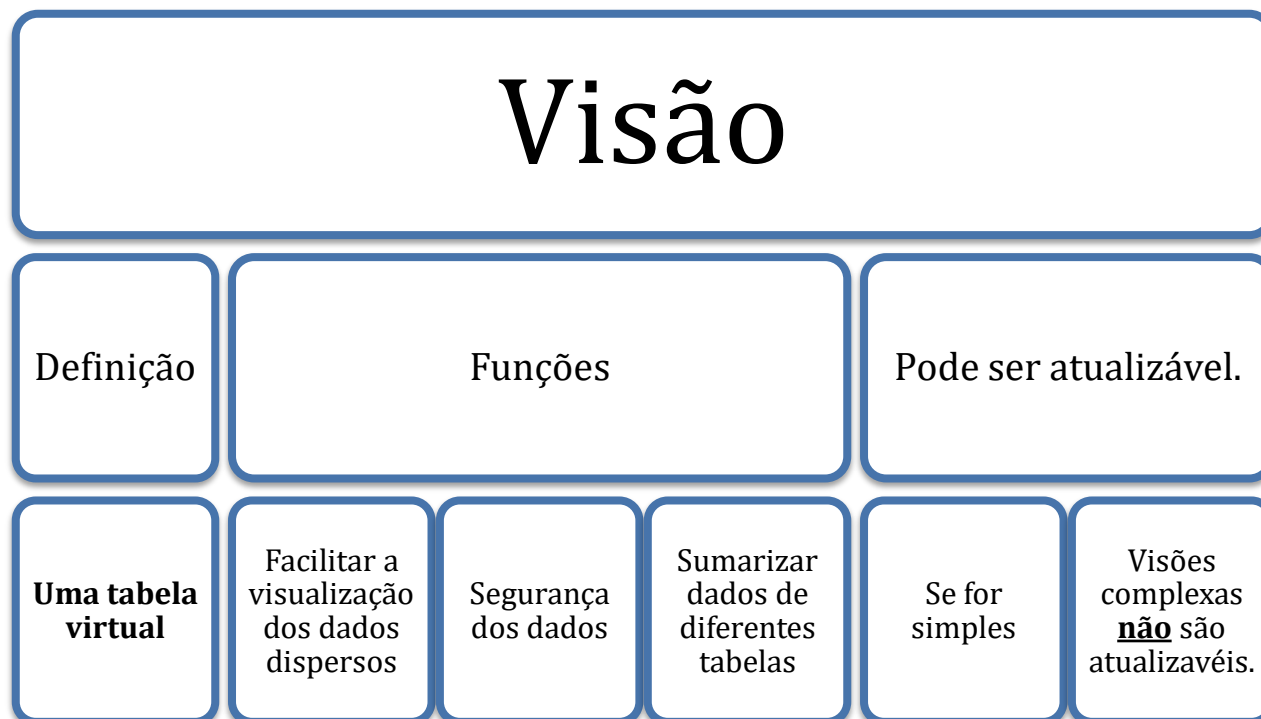 Visão
Definição
Funções
Pode ser atualizável.
Uma tabela
virtual
Facilitar a
visualização
dos dados
dispersos
Segurança
dos dados
Sumarizar
dados de
diferentes
tabelas
Se for
simples
Visões
complexas
não são
atualizavéis.